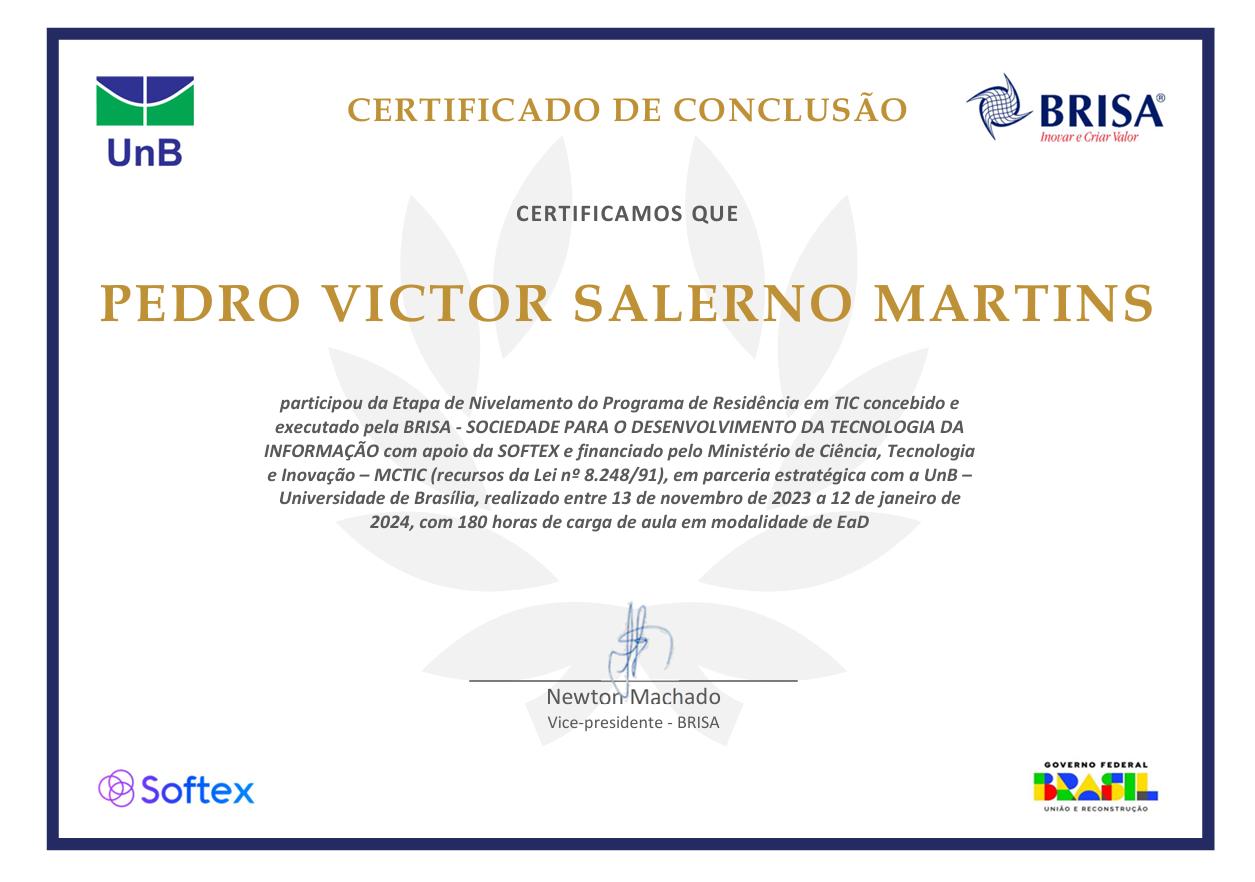 CERTIFICADO DE CONCLUSÃO
UnB
BRISA®
Inovar e Criar Valor
CERTIFICAMOS QUE
PEDRO VICTOR SALERNO MARTINS
participou da Etapa de Nivelamento do Programa de Residência em TIC concebido e
executado pela BRISA - SOCIEDADE PARA O DESENVOLVIMENTO DA TECNOLOGIA DA
INFORMAÇÃO com apoio da SOFTEX e financiado pelo Ministério de Ciência, Tecnologia
e Inovação – MCTIC (recursos da Lei nº 8.248/91), em parceria estratégica com a UnB –
Universidade de Brasília, realizado entre 13 de novembro de 2023 a 12 de janeiro de
2024, com 180 horas de carga de aula em modalidade de EaD
Newton Machado
Vice-presidente - BRISA
Softex
GOVERNO FEDERAL
BRASIL
UNIÃO E RECONSTRUÇÃO